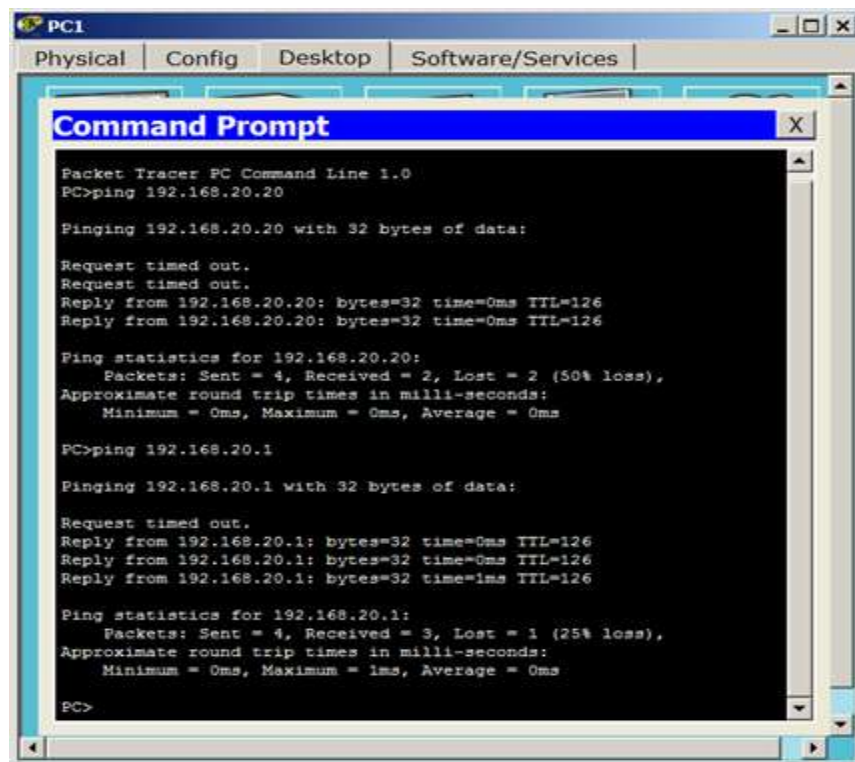 PC1
Physical Config Desktop Software/Services
Command Prompt X
Packet Tracer PC Command Line 1.0
PC>ping 192.168.20.20
Pinging 192.168.20.20 with 32 bytes of data:
Request timed out.
Request timed out.
Reply from 192.168.20.20: bytes=32 time=0ms TTL=126
Reply from 192.168.20.20: bytes=32 time=0ms TTL=126
Ping statistics for 192.168.20.20:
Packets: Sent = 4, Received = 2, Lost = 2 (50% loss),
Approximate round trip times in milli-seconds:
Minimum = 0ms, Maximum = 0ms, Average = 0ms
PC>ping 192.168.20.1
Pinging 192.168.20.1 with 32 bytes of data:
Request timed out.
Reply from 192.168.20.1: bytes=32 time=0ms TTL=126
Reply from 192.168.20.1: bytes=32 time=0ms TTL=126
Reply from 192.168.20.1: bytes=32 time=1ms TTL=126
Ping statistics for 192.168.20.1:
Packets: Sent = 4, Received = 3, Lost = 1 (25% loss),
Approximate round trip times in milli-seconds:
Minimum = 0ms, Maximum = 1ms, Average = 0ms
PC>